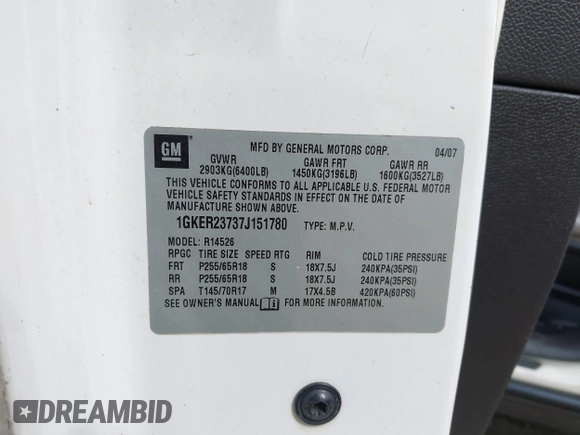 GM
MFD BY GENERAL MOTORS CORP. 04/07
GVWR GAWR FRT GAWR RR
2903KG(6400LB) 1450KG(3196LB) 1600KG(3527LB)
THIS VEHICLE CONFORMS TO ALL APPLICABLE U.S. FEDERAL MOTOR
VEHICLE SAFETY STANDARDS IN EFFECT ON THE DATE OF
MANUFACTURE SHOWN ABOVE.
1GKER23737J151780 TYPE: M.P.V.
MODEL: R14526
RPGC TIRE SIZE SPEED RTG RIM COLD TIRE PRESSURE
FRT P255/65R18 S 18X7.5J 240KPA(35PSI)
RR P255/65R18 S 18X7.5J 240KPA(35PSI)
SPA T145/70R17 M 17X4.5B 420KPA(60PSI)
SEE OWNER'S MANUAL FOR MORE INFORMATION.
DREAMBID